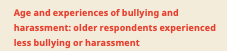 Age and experiences of bullying and
harassment: older respondents experienced
less bullying or harassment